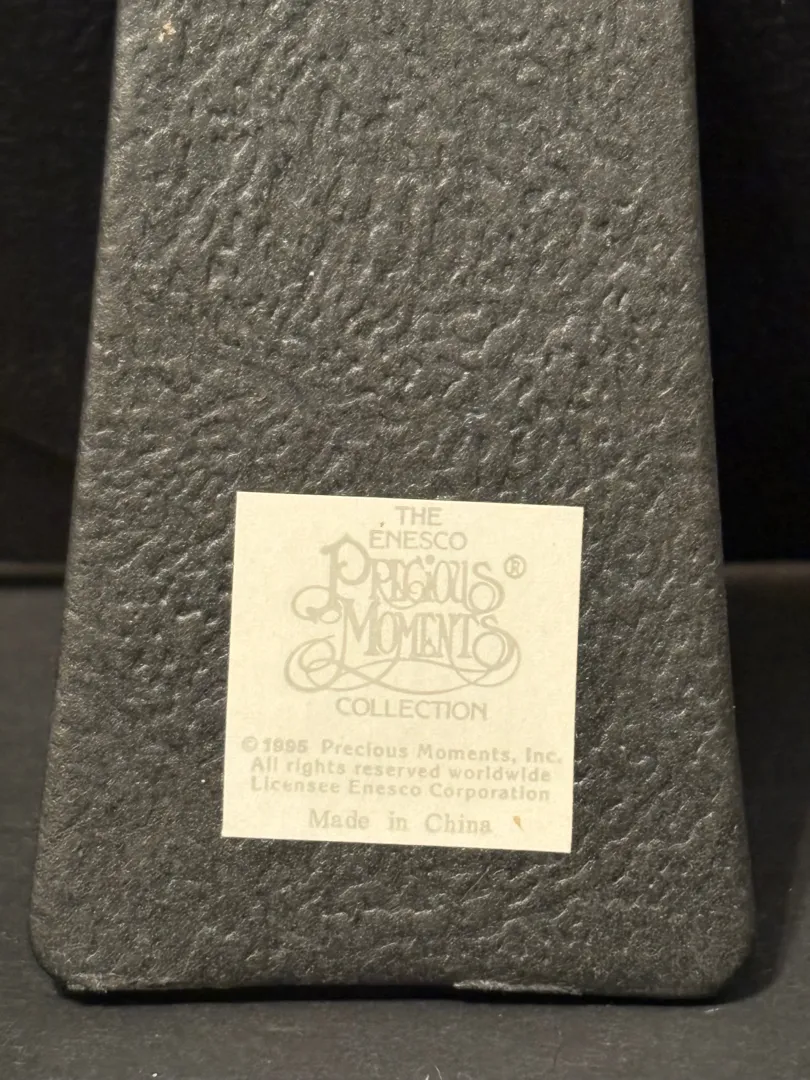 THE
ENESCO
PRECIOUS ®
MOMENTS
COLLECTION
© 1995 Precious Moments, Inc.
All rights reserved worldwide
Licensee Enesco Corporation
Made in China